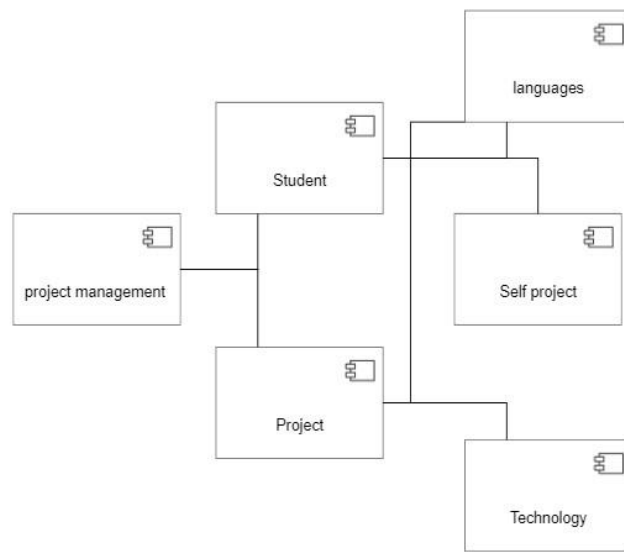 languages
Student
project management
Self project
Project
Technology